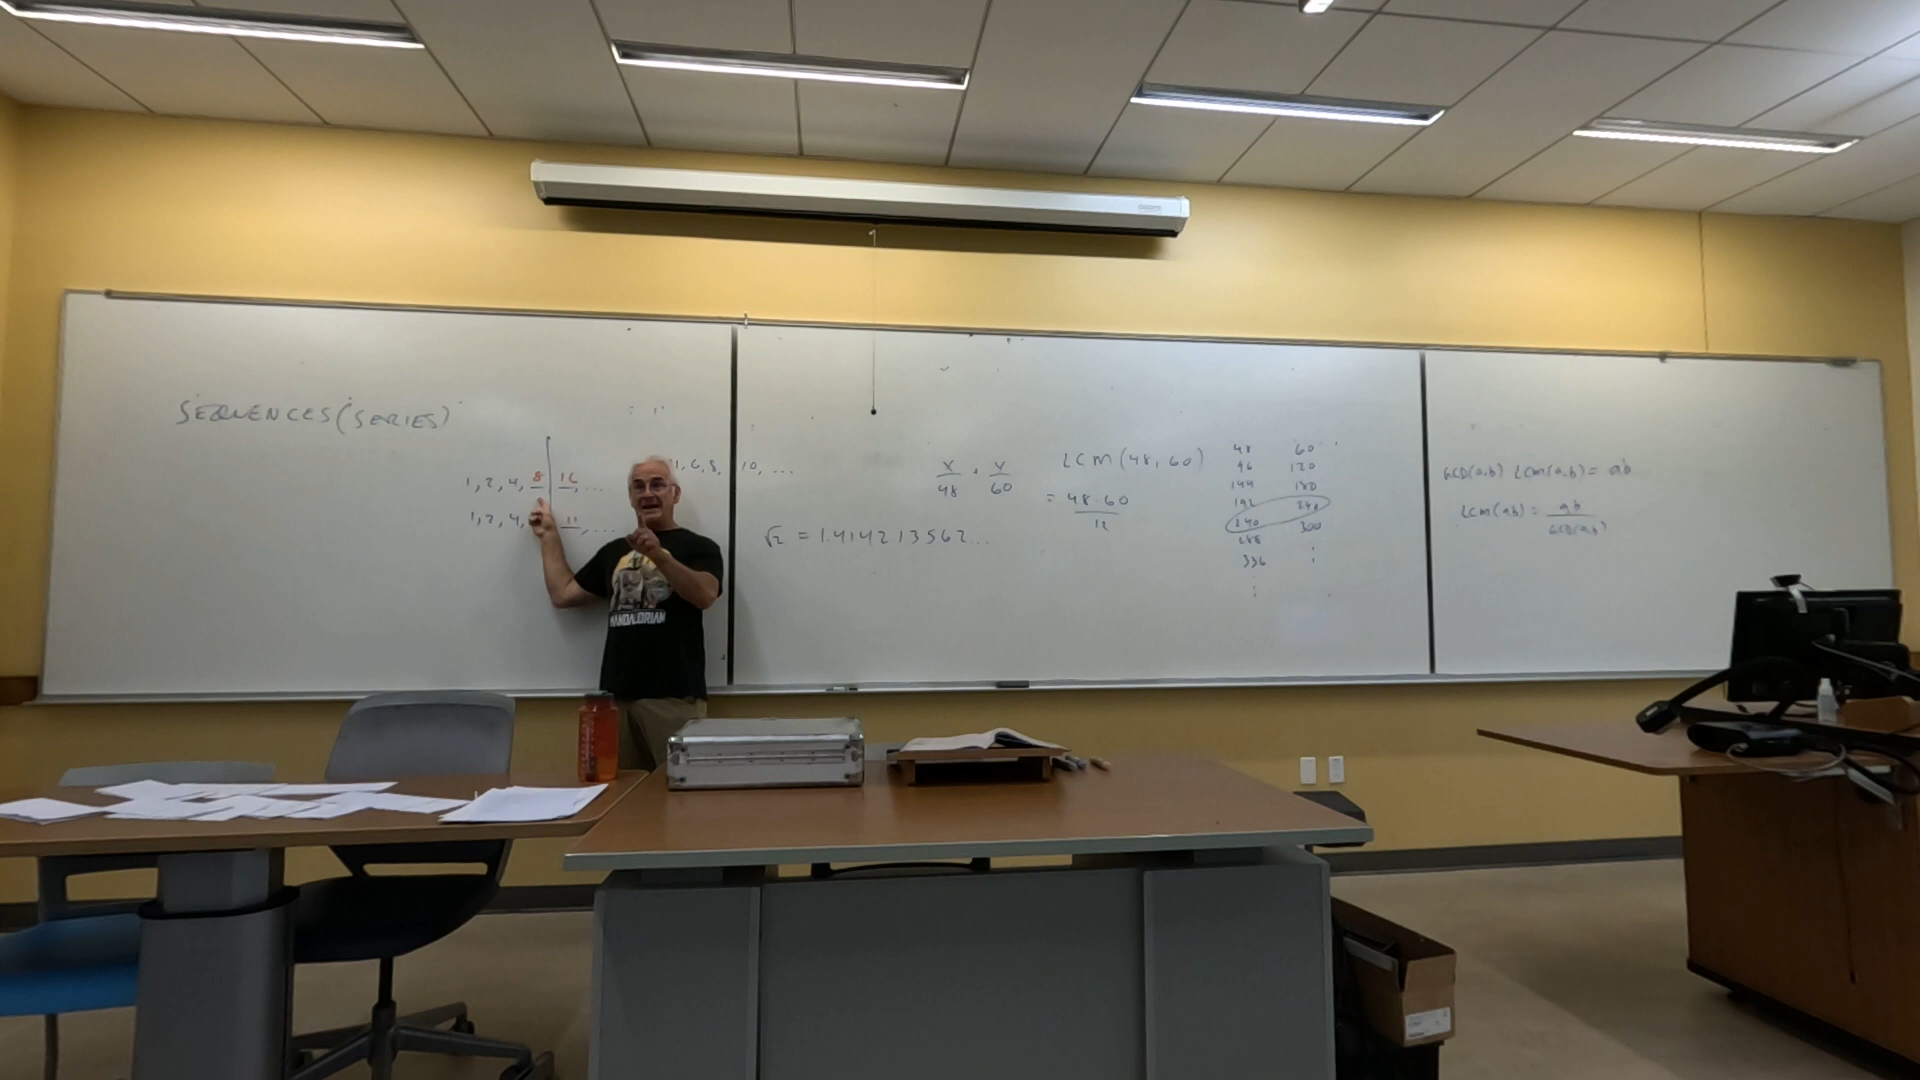 SEQUENCES (SERIES)
1, 2, 4, 8, 16, ...
1, 2, 4, 11, ...
1, 6, 8, 10, ...
√2 = 1.414213562...
X/48 + Y/60
LCM(48, 60)
= 48·60/12
48 60
96 120
144 180
192 240
240 300
288 ⋮
336
⋮
GCD(a,b) LCM(a,b) = ab
LCM(a,b) = ab/GCD(a,b)
MANDALORIAN